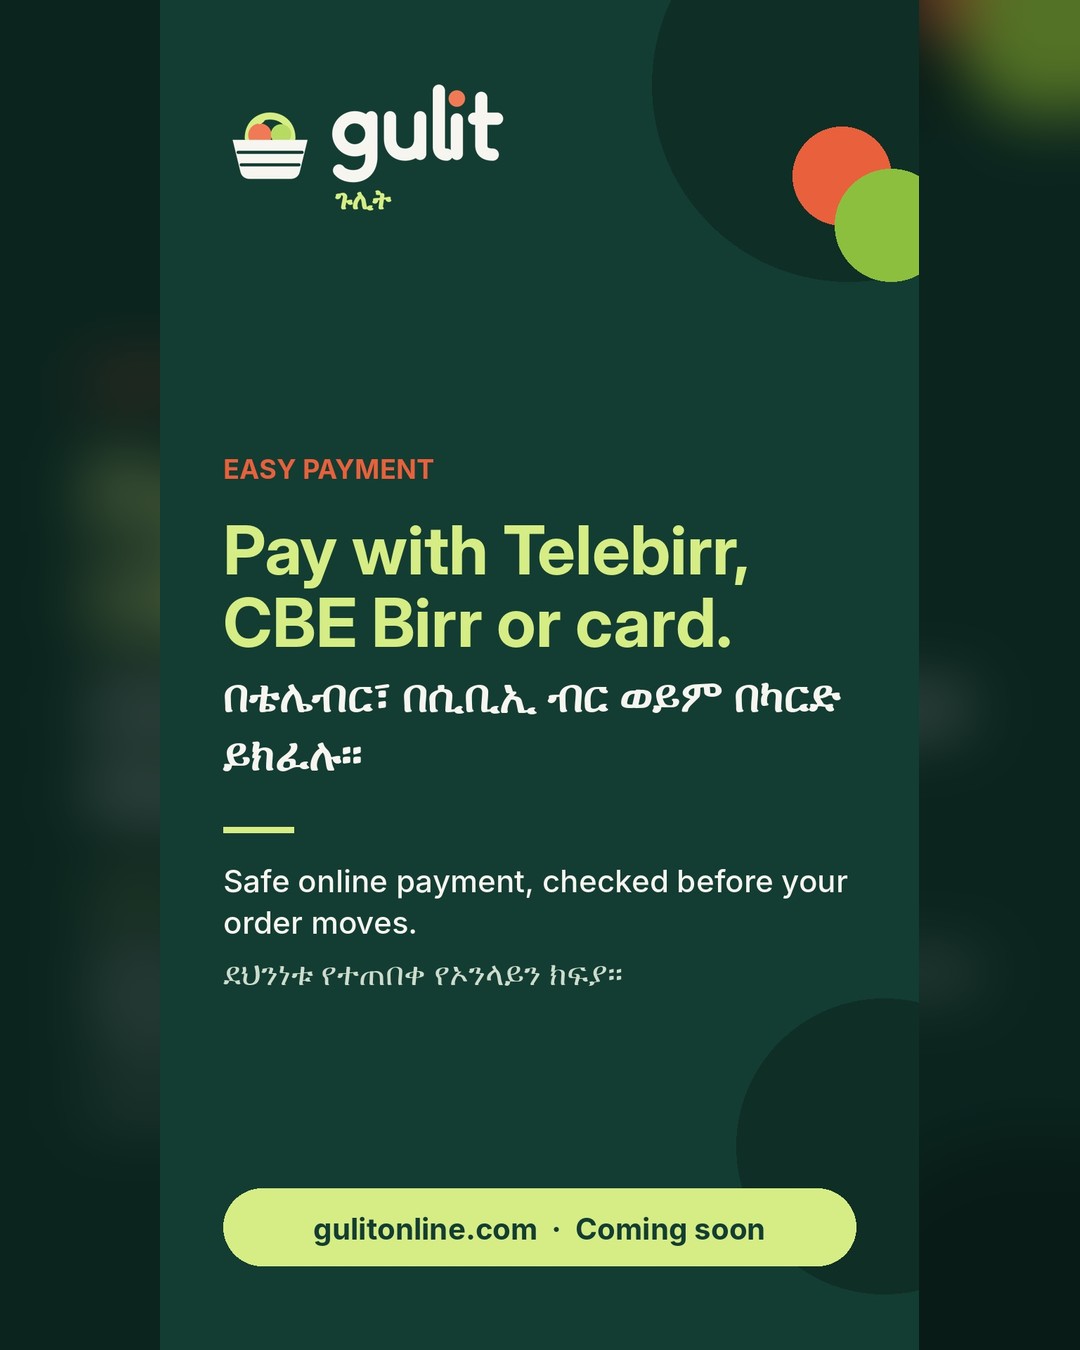 gulit
ጉሊት
EASY PAYMENT
Pay with Telebirr,
CBE Birr or card.
በቴሌብር፣ በሲቢኢ ብር ወይም በካርድ
ይክፈሉ።
Safe online payment, checked before your
order moves.
ደህንነቱ የተጠበቀ የኦንላይን ክፍያ።
gulitonline.com · Coming soon